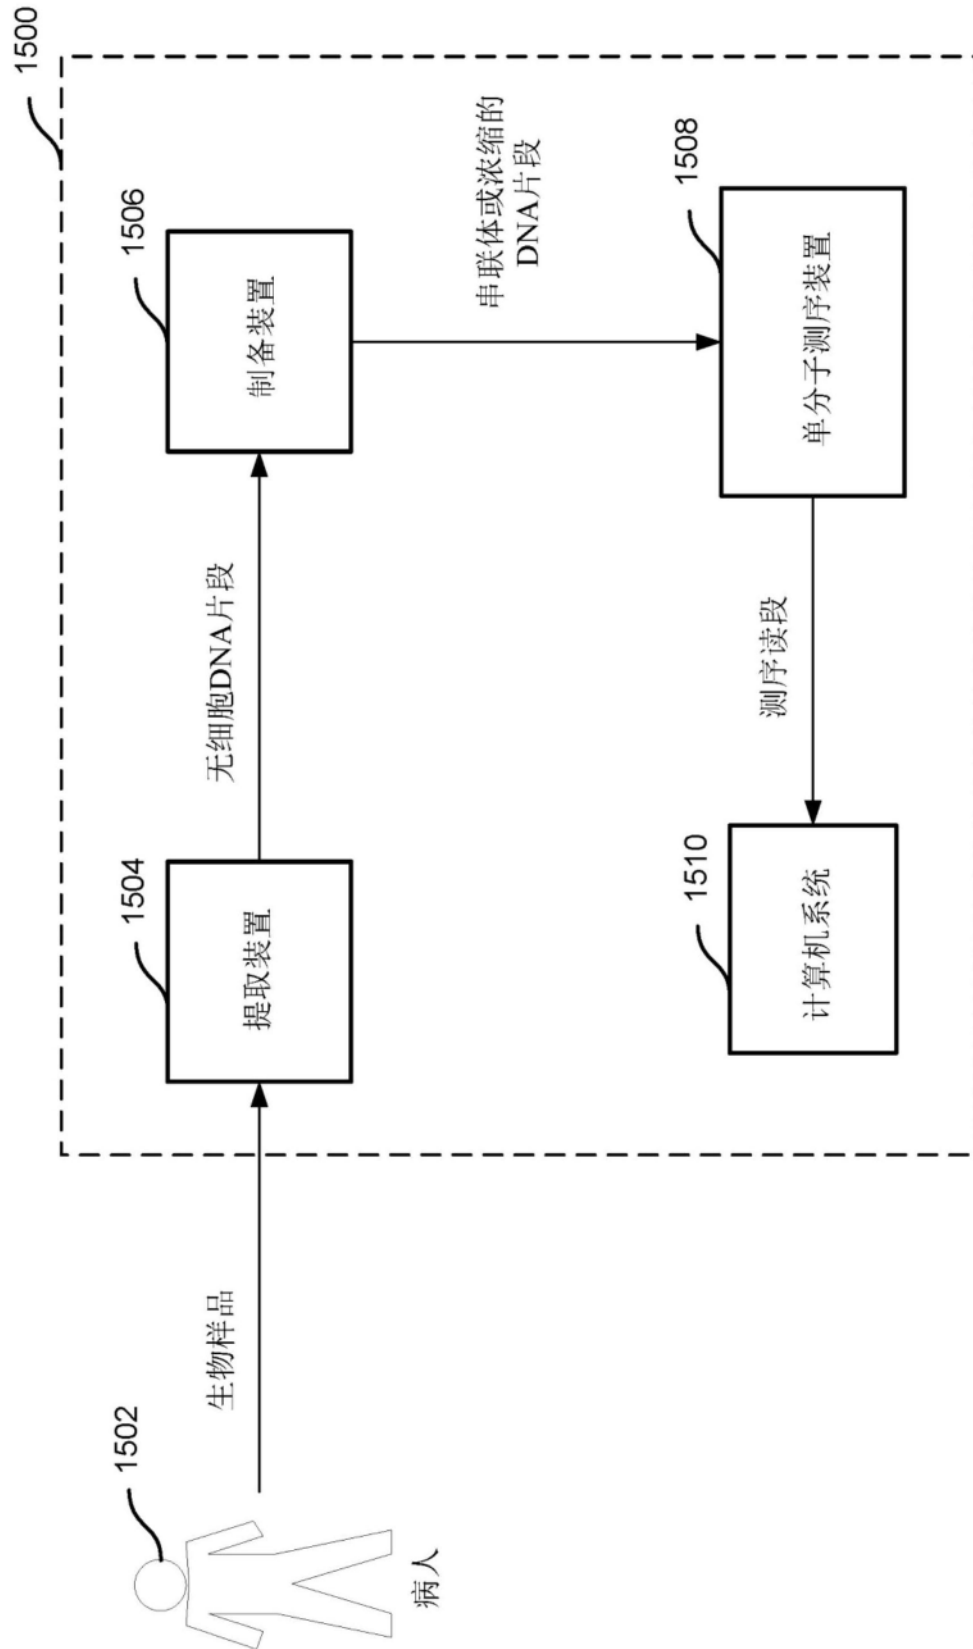 1500
1502
病人
生物样品
1504
提取装置
无细胞DNA片段
1506
制备装置
串联体或浓缩的
DNA片段
1508
单分子测序装置
测序读段
1510
计算机系统